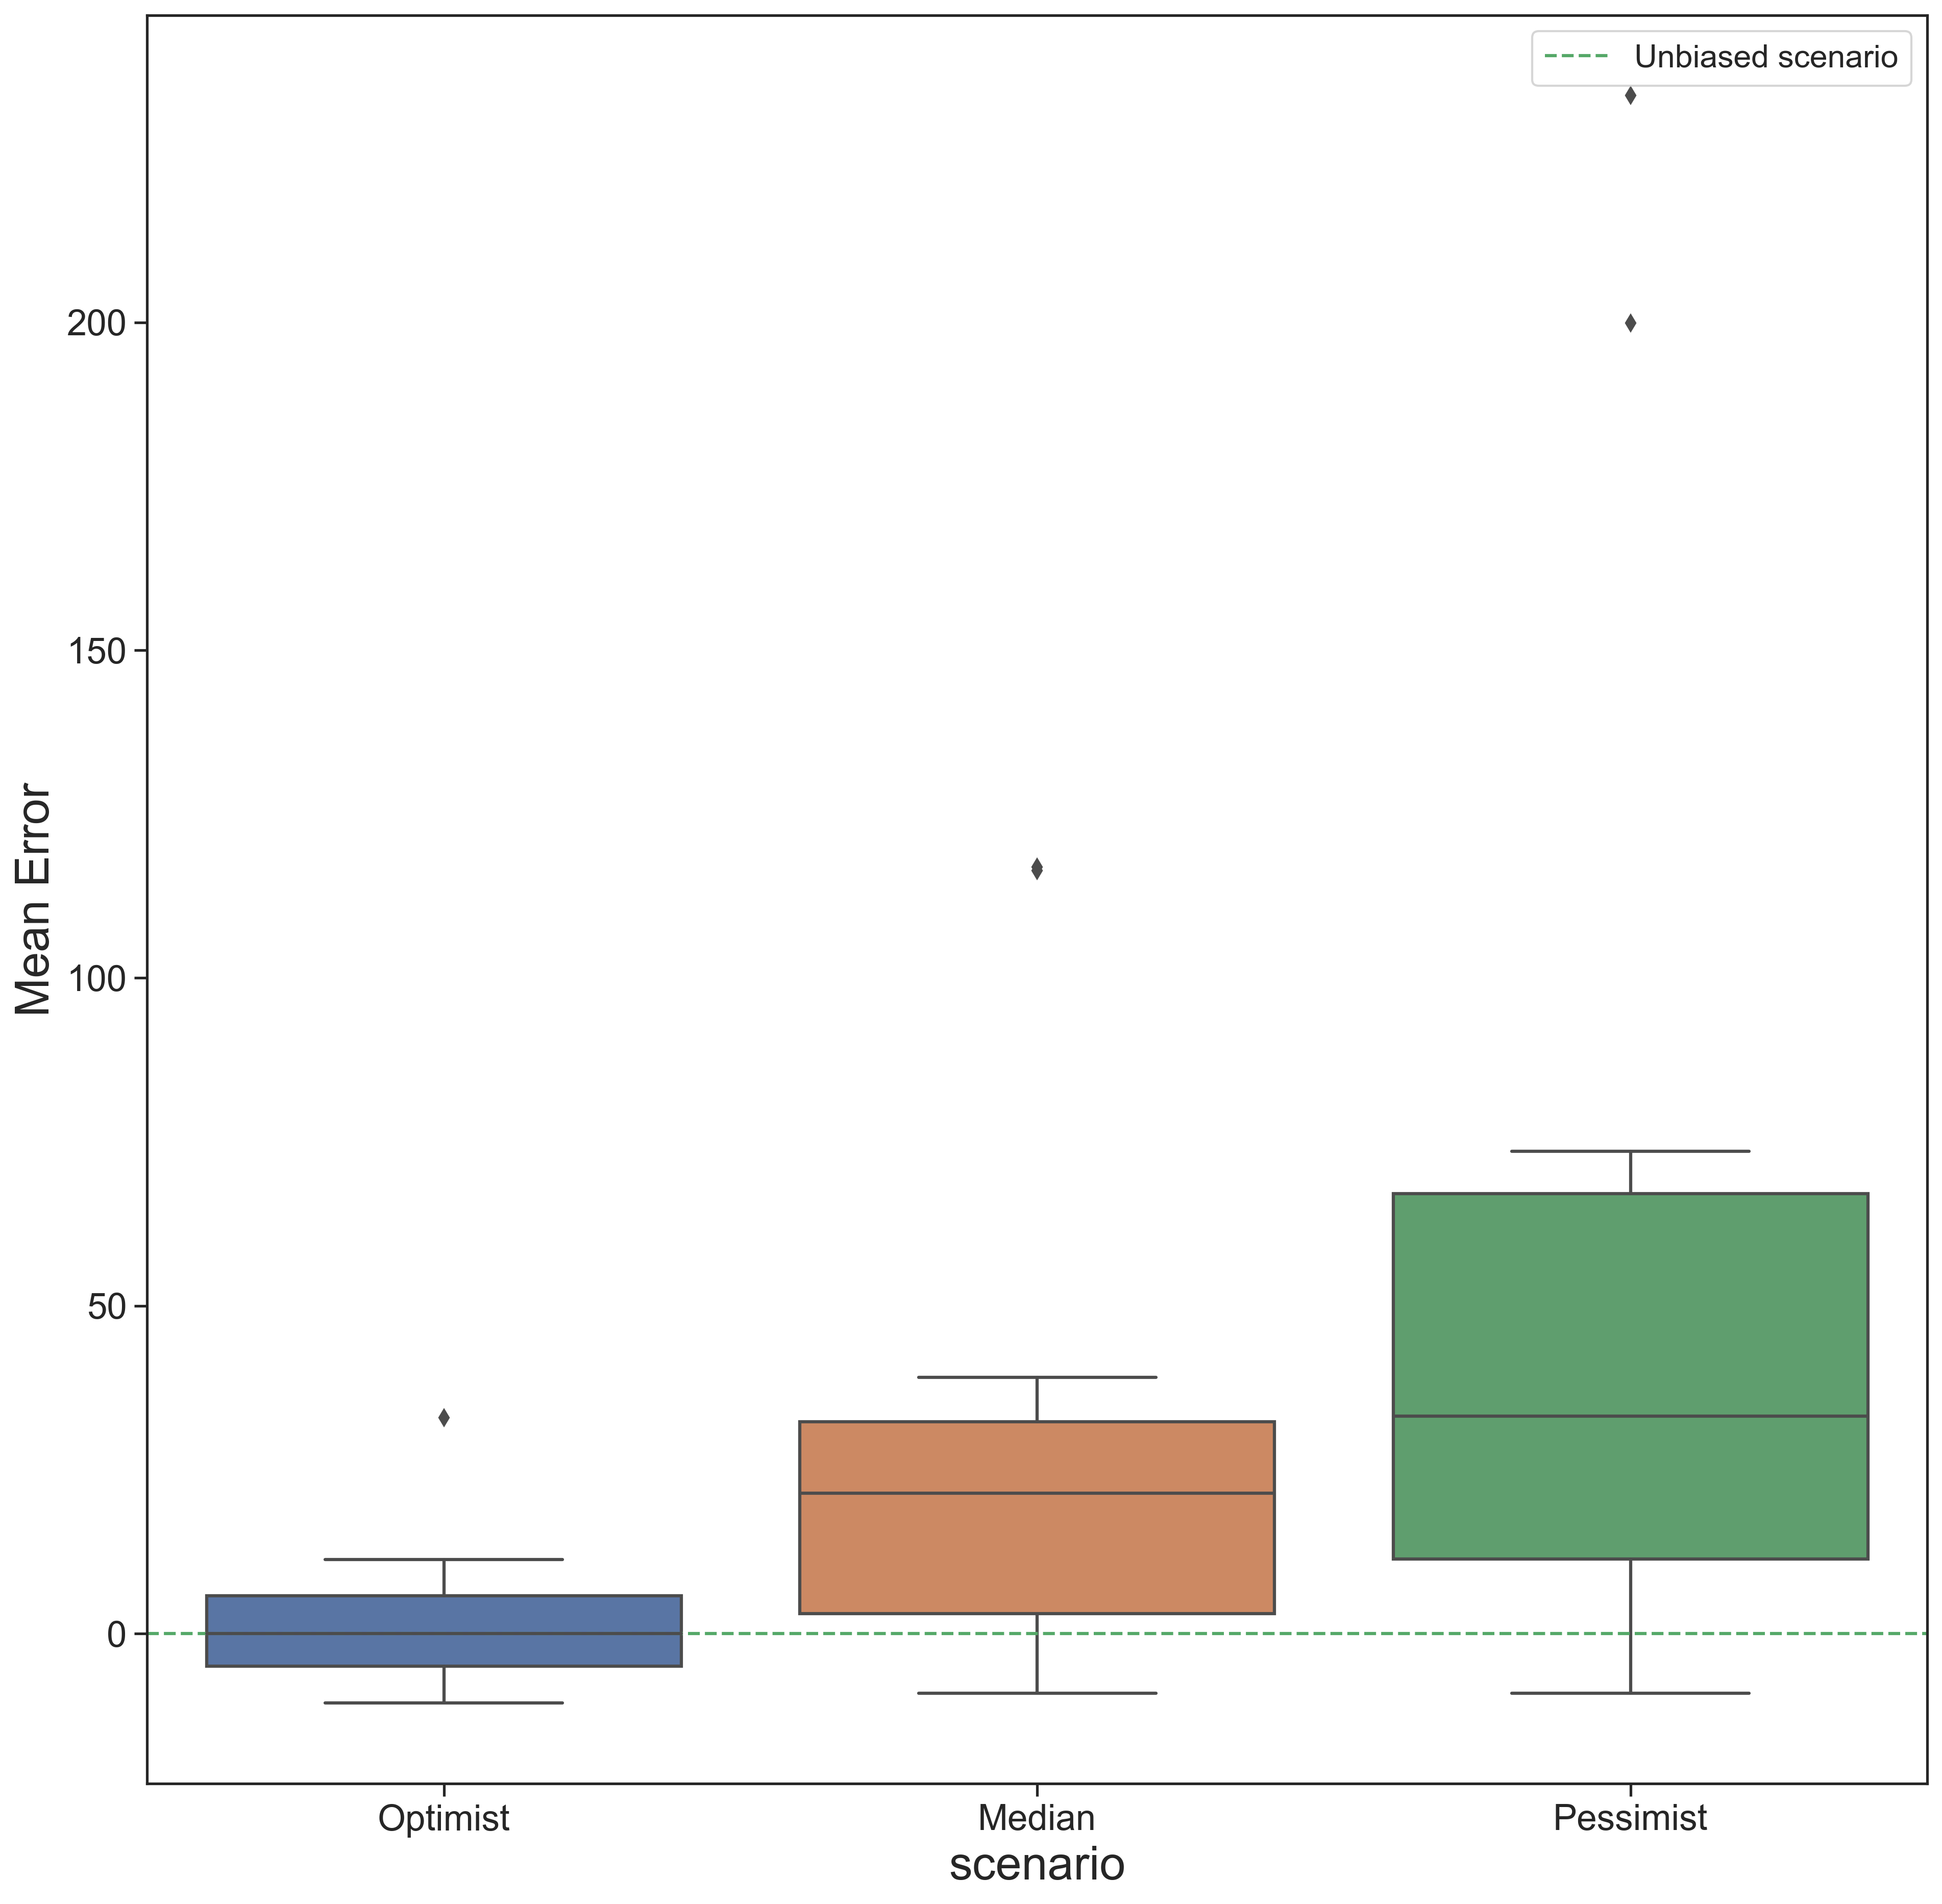 Unbiased scenario
200
150
100
50
0
Mean Error
Optimist
Median
Pessimist
scenario